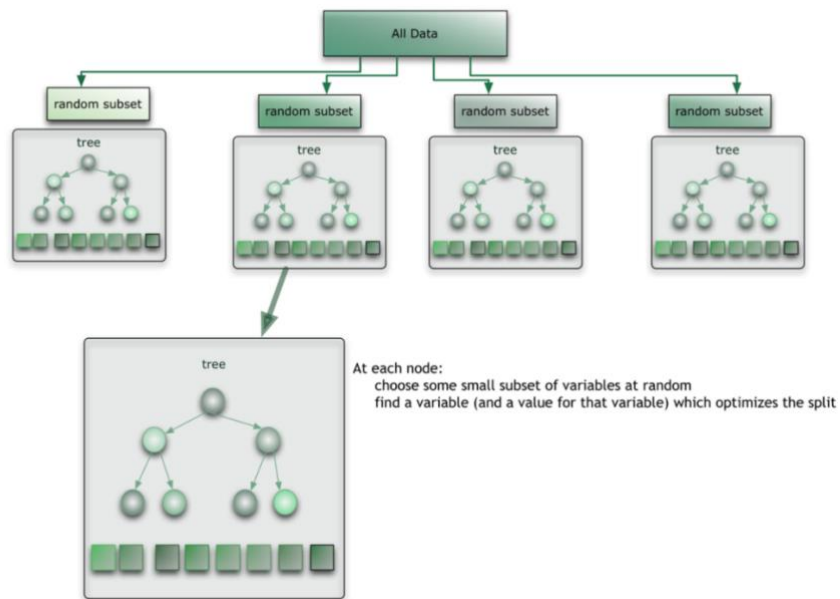 All Data
random subset
random subset
random subset
random subset
tree
tree
tree
tree
tree
At each node:
choose some small subset of variables at random
find a variable (and a value for that variable) which optimizes the split